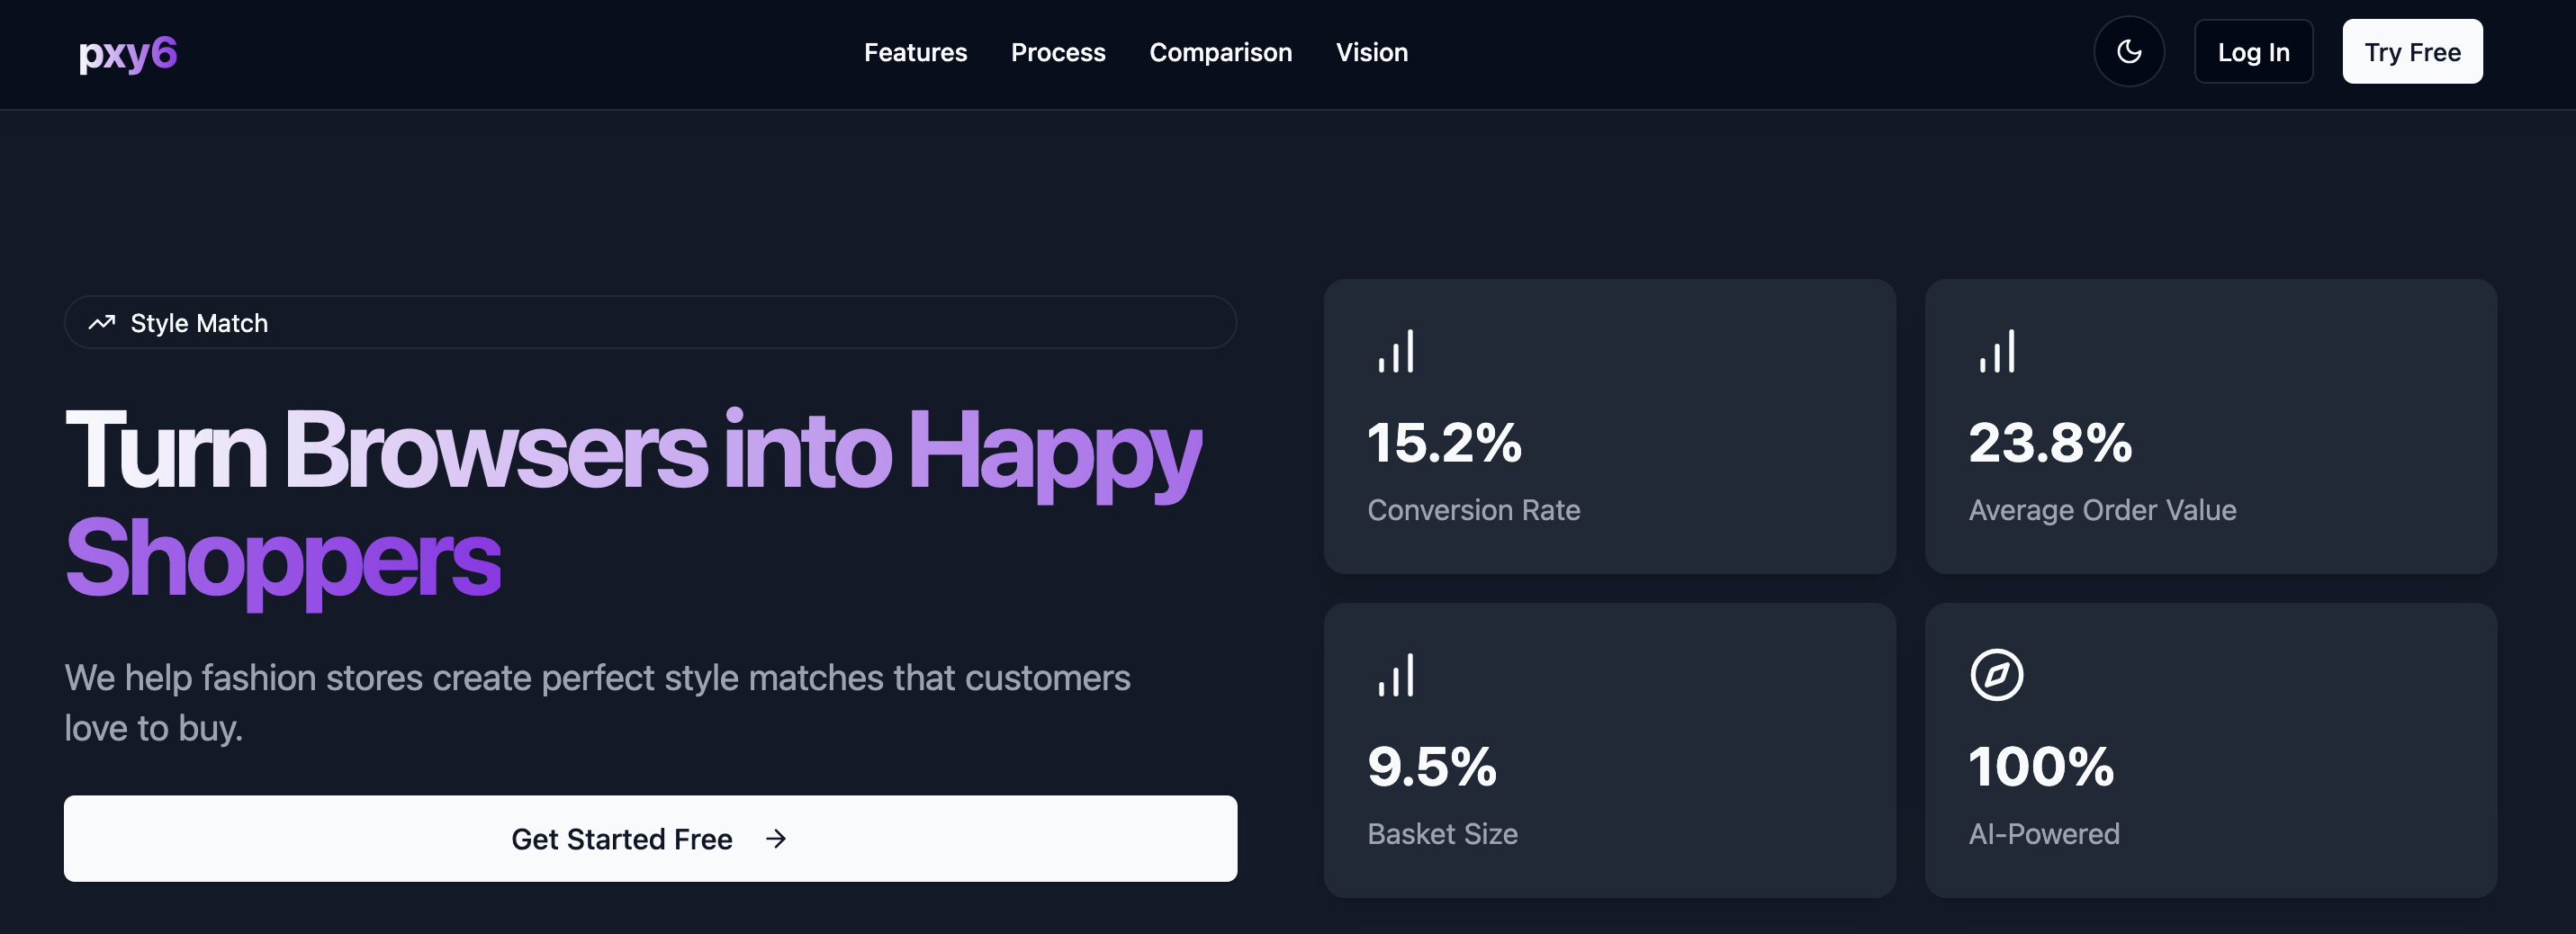 pxy6
Features
Process
Comparison
Vision
Log In
Try Free
Style Match
Turn Browsers into Happy
Shoppers
We help fashion stores create perfect style matches that customers
love to buy.
Get Started Free
15.2%
Conversion Rate
23.8%
Average Order Value
9.5%
Basket Size
100%
AI-Powered